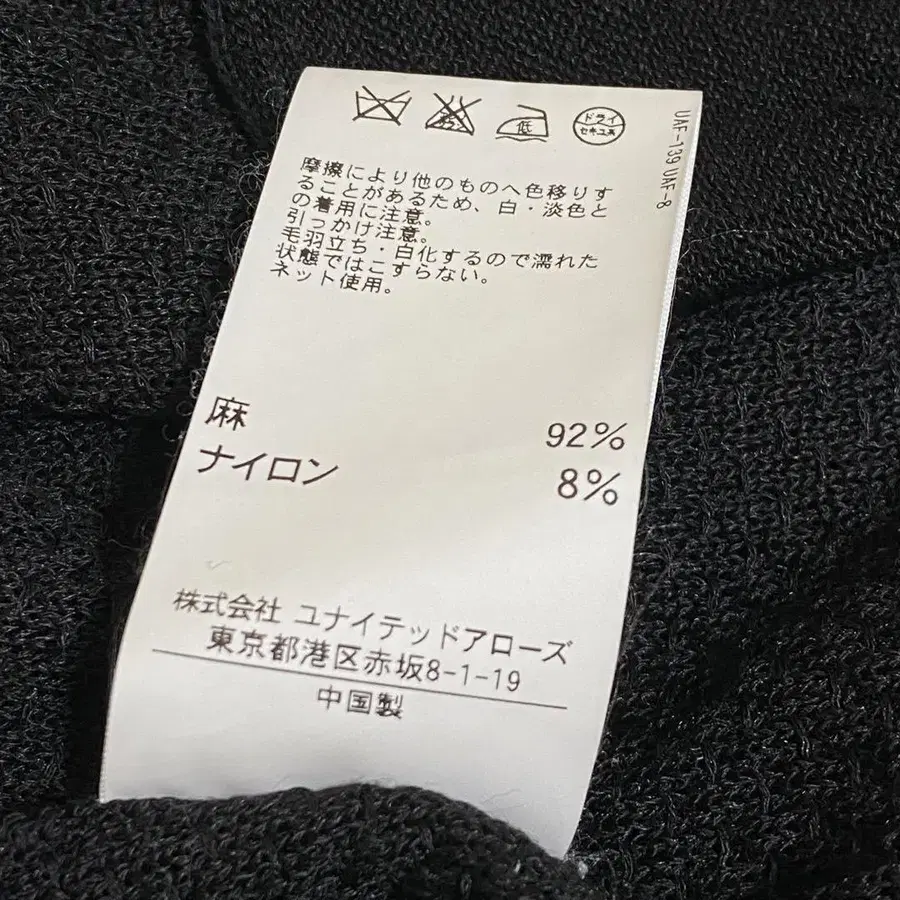 低
ドライ
セキユ系
UAF-139 UAF-8
摩擦により他のものへ色移りす
ることがあるため、白・淡色と
の着用に注意。
引っかけ注意。
毛羽立ち・白化するので濡れた
状態ではこすらない。
ネット使用。
麻 92%
ナイロン 8%
株式会社 ユナイテッドアローズ
東京都港区赤坂8-1-19
中国製